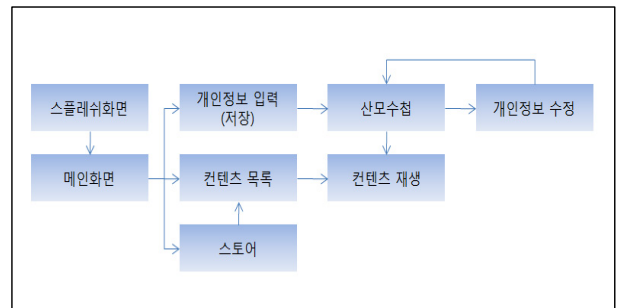 스플레쉬화면
개인정보 입력
(저장)
산모수첩
개인정보 수정
메인화면
컨텐츠 목록
컨텐츠 재생
스토어